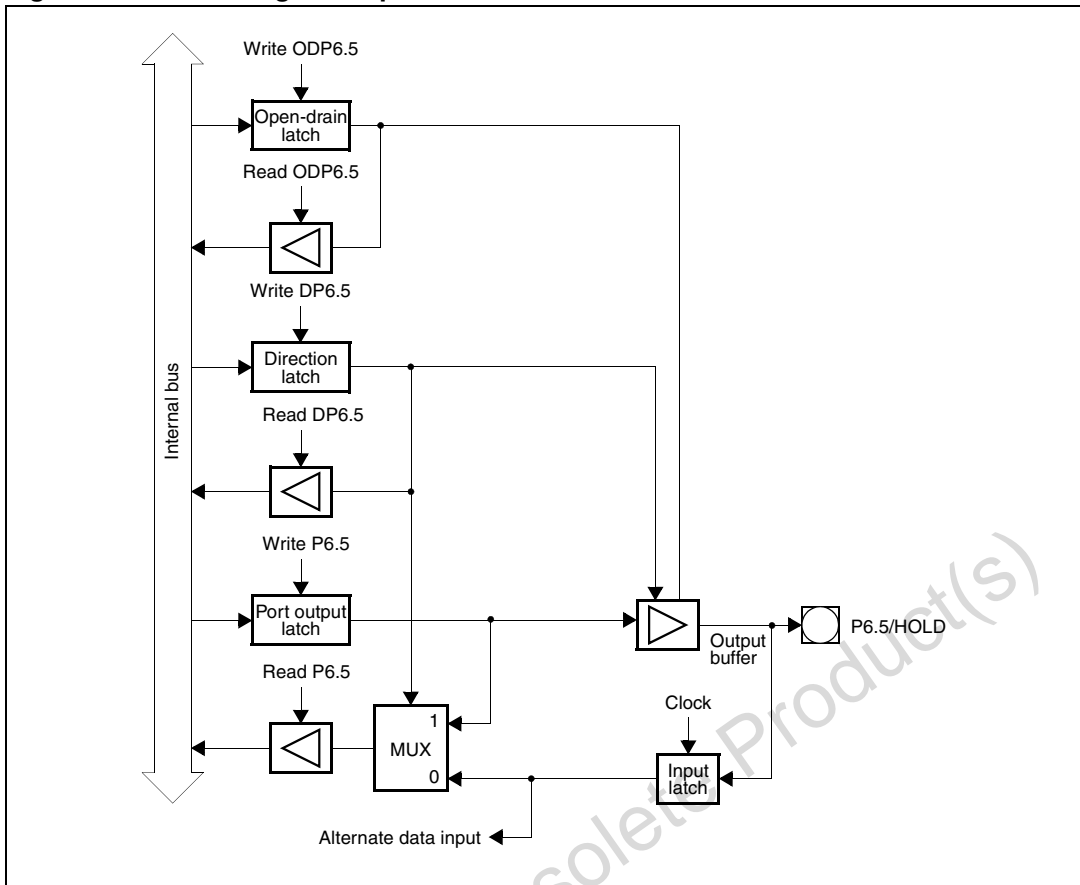 Write ODP6.5
Open-drain
latch
Read ODP6.5
Write DP6.5
Direction
latch
Read DP6.5
Internal bus
Write P6.5
Port output
latch
Read P6.5
Output
buffer
P6.5/HOLD
Clock
1
MUX
0
Input
latch
Alternate data input
solete Product(s)